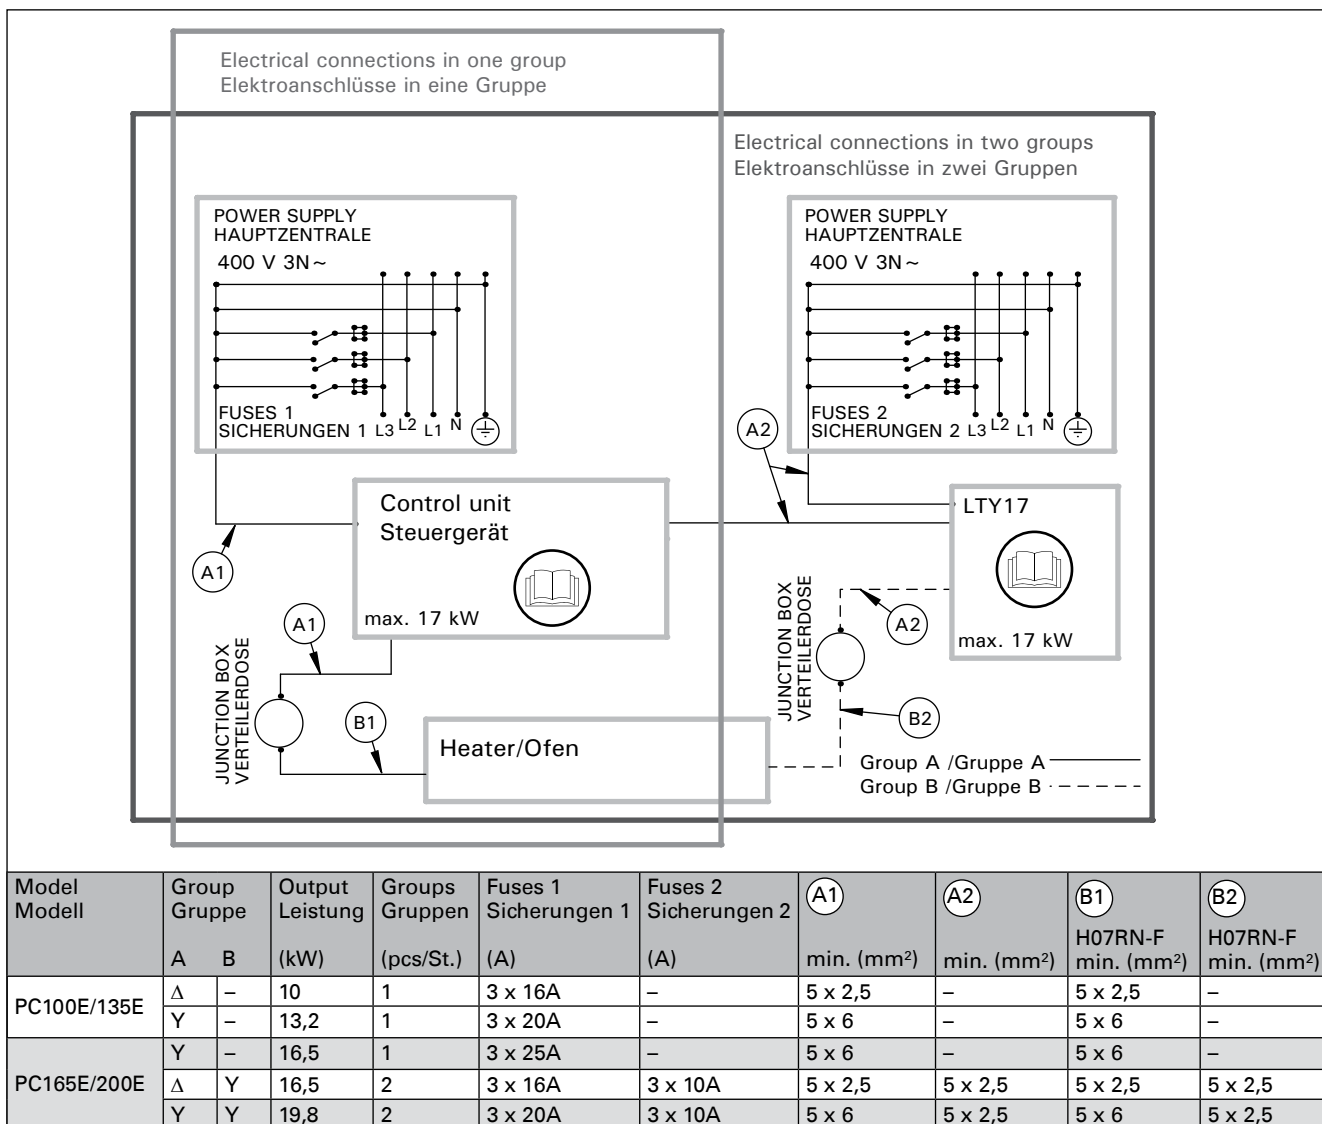 Electrical connections in one group
Elektroanschlüsse in eine Gruppe
Electrical connections in two groups
Elektroanschlüsse in zwei Gruppen
POWER SUPPLY
HAUPTZENTRALE
400 V 3N~
FUSES 1
SICHERUNGEN 1 L3 L2 L1 N
POWER SUPPLY
HAUPTZENTRALE
400 V 3N~
FUSES 2
SICHERUNGEN 2 L3 L2 L1 N
A2
Control unit
Steuergerät
max. 17 kW
LTY17
max. 17 kW
A1
A1
A2
JUNCTION BOX
VERTEILERDOSE
JUNCTION BOX
VERTEILERDOSE
B1
B2
Heater/Ofen
Group A /Gruppe A
Group B /Gruppe B
Model Group Output Groups Fuses 1 Fuses 2 A1 A2 B1 B2
Modell Gruppe Leistung Gruppen Sicherungen 1 Sicherungen 2
H07RN-F H07RN-F
A B (kW) (pcs/St.) (A) (A) min. (mm²) min. (mm²) min. (mm²) min. (mm²)
PC100E/135E Δ – 10 1 3 x 16A – 5 x 2,5 – 5 x 2,5 –
Y – 13,2 1 3 x 20A – 5 x 6 – 5 x 6 –
PC165E/200E Y – 16,5 1 3 x 25A – 5 x 6 – 5 x 6 –
Δ Y 16,5 2 3 x 16A 3 x 10A 5 x 2,5 5 x 2,5 5 x 2,5 5 x 2,5
Y Y 19,8 2 3 x 20A 3 x 10A 5 x 6 5 x 2,5 5 x 6 5 x 2,5